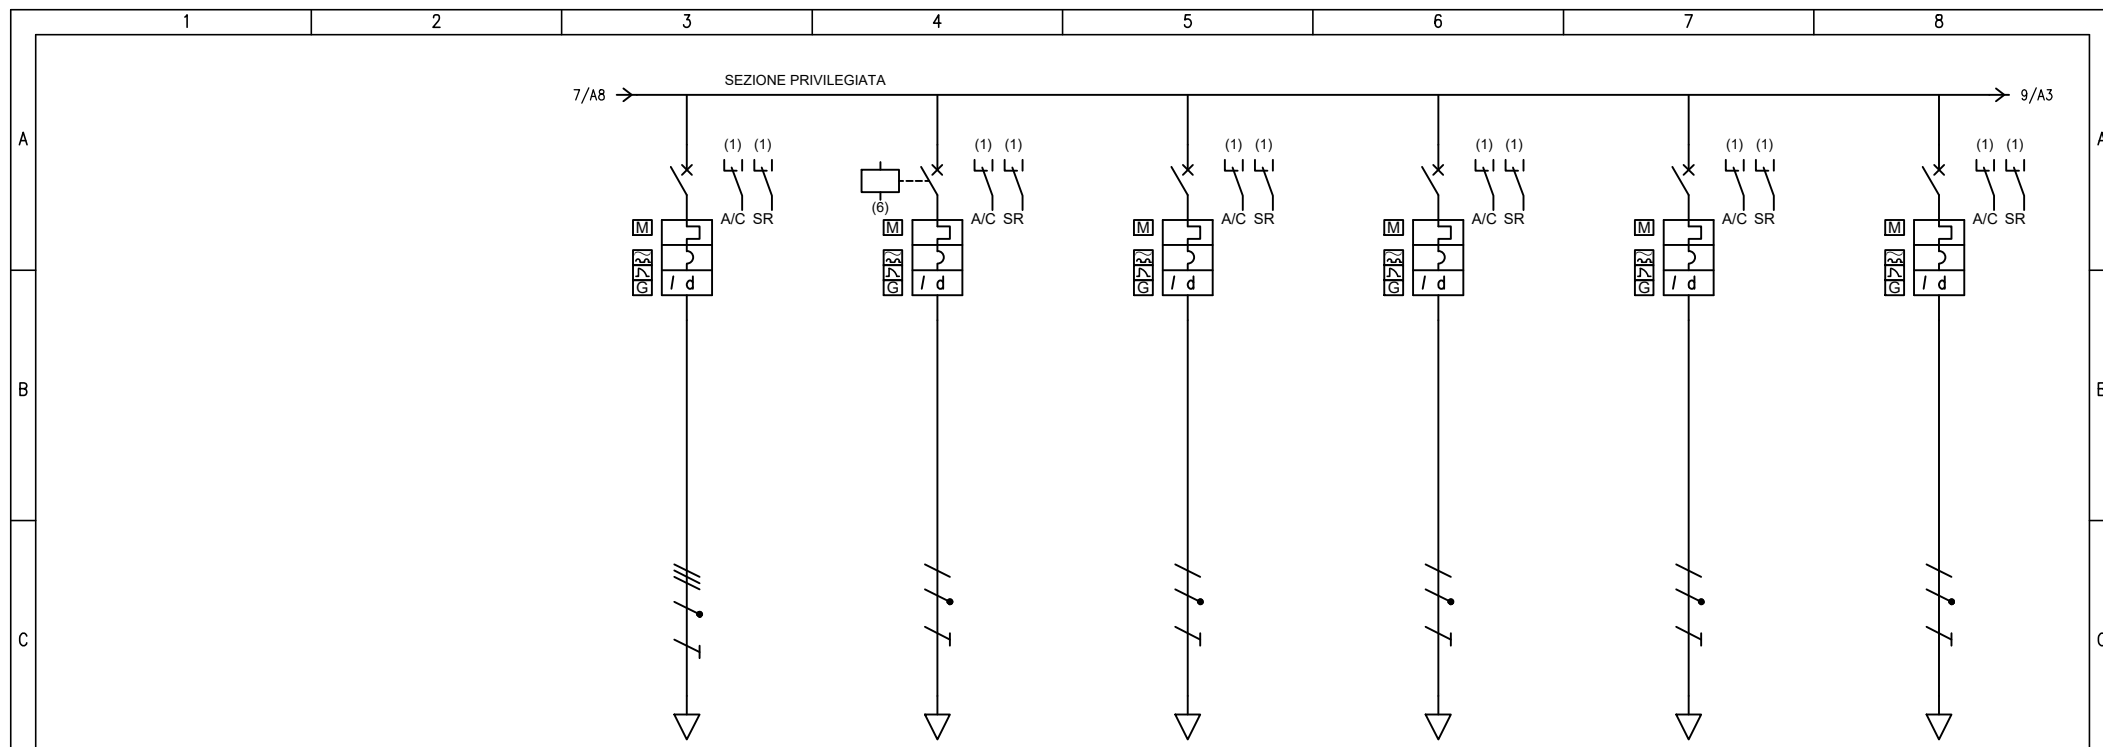 1 2 3 4 5 6 7 8
SEZIONE PRIVILEGIATA
7/A8 9/A3
A A
(1) (1) (1) (1) (1) (1) (1) (1) (1) (1) (1) (1)
(6)
A/C SR A/C SR A/C SR A/C SR A/C SR A/C SR
M M M M M M
I d I d I d I d I d I d
G G G G G G
B B
C C